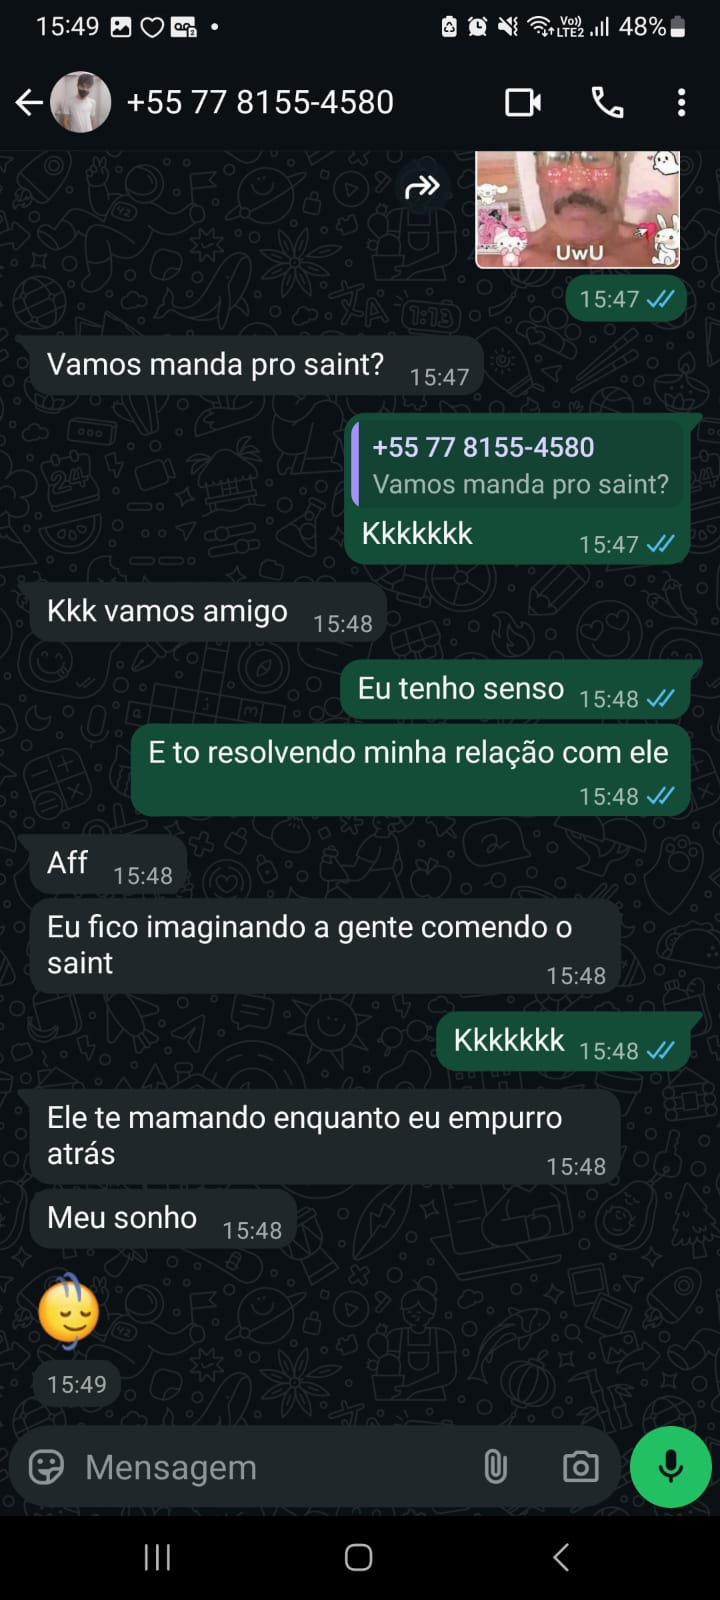 15:49 Vo)) LTE2 48%
+55 77 8155-4580
UwU
15:47
Vamos manda pro saint? 15:47
+55 77 8155-4580
Vamos manda pro saint?
Kkkkkkk 15:47
Kkk vamos amigo 15:48
Eu tenho senso 15:48
E to resolvendo minha relação com ele
15:48
Aff 15:48
Eu fico imaginando a gente comendo o
saint 15:48
Kkkkkkk 15:48
Ele te mamando enquanto eu empurro
atrás 15:48
Meu sonho 15:48
15:49
Mensagem